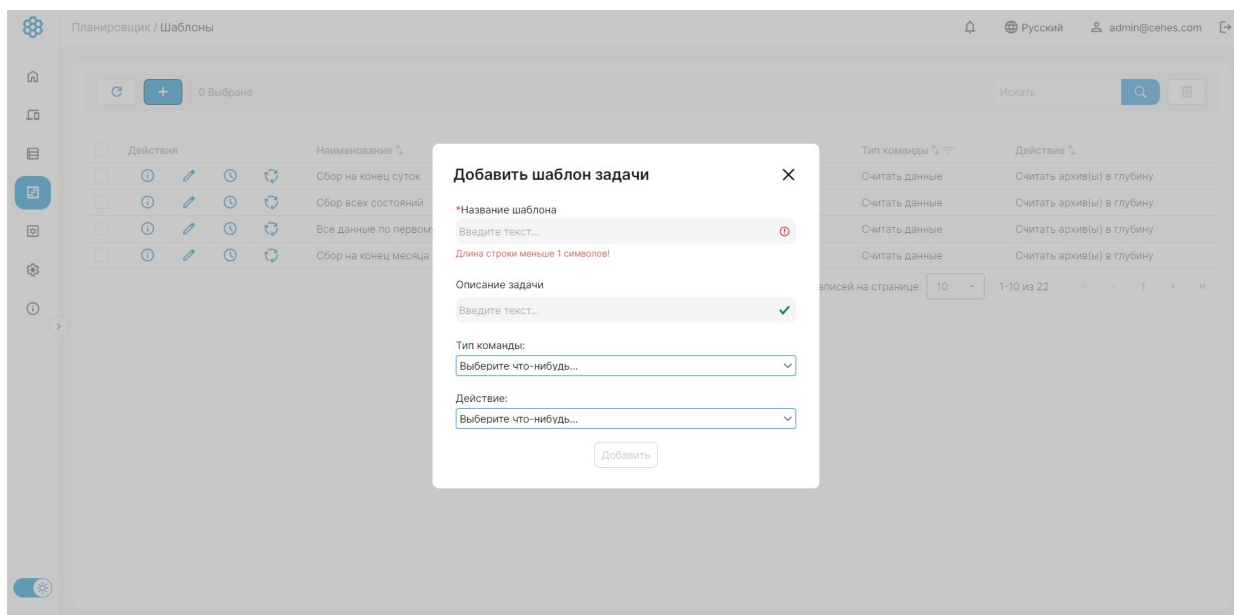 Планировщик / Шаблоны
Русский
admin@cehes.com
+
0 Выбрано
Искать
Действия
Наименование
Тип команды
Действие
Сбор на конец суток
Считать данные
Считать архив(ы) в глубину
Сбор всех состояний
Считать данные
Считать архив(ы) в глубину
Все данные по
Считать данные
Считать архив(ы) в глубину
Сбор на конец месяца
Считать данные
Считать архив(ы) в глубину
на странице:
10
1-10 из 22
1
Добавить шаблон задачи
*Название шаблона
Введите текст...
Длина строки меньше 1 символов!
Описание задачи
Введите текст...
Тип команды:
Выберите что-нибудь...
Действие:
Выберите что-нибудь...
Добавить